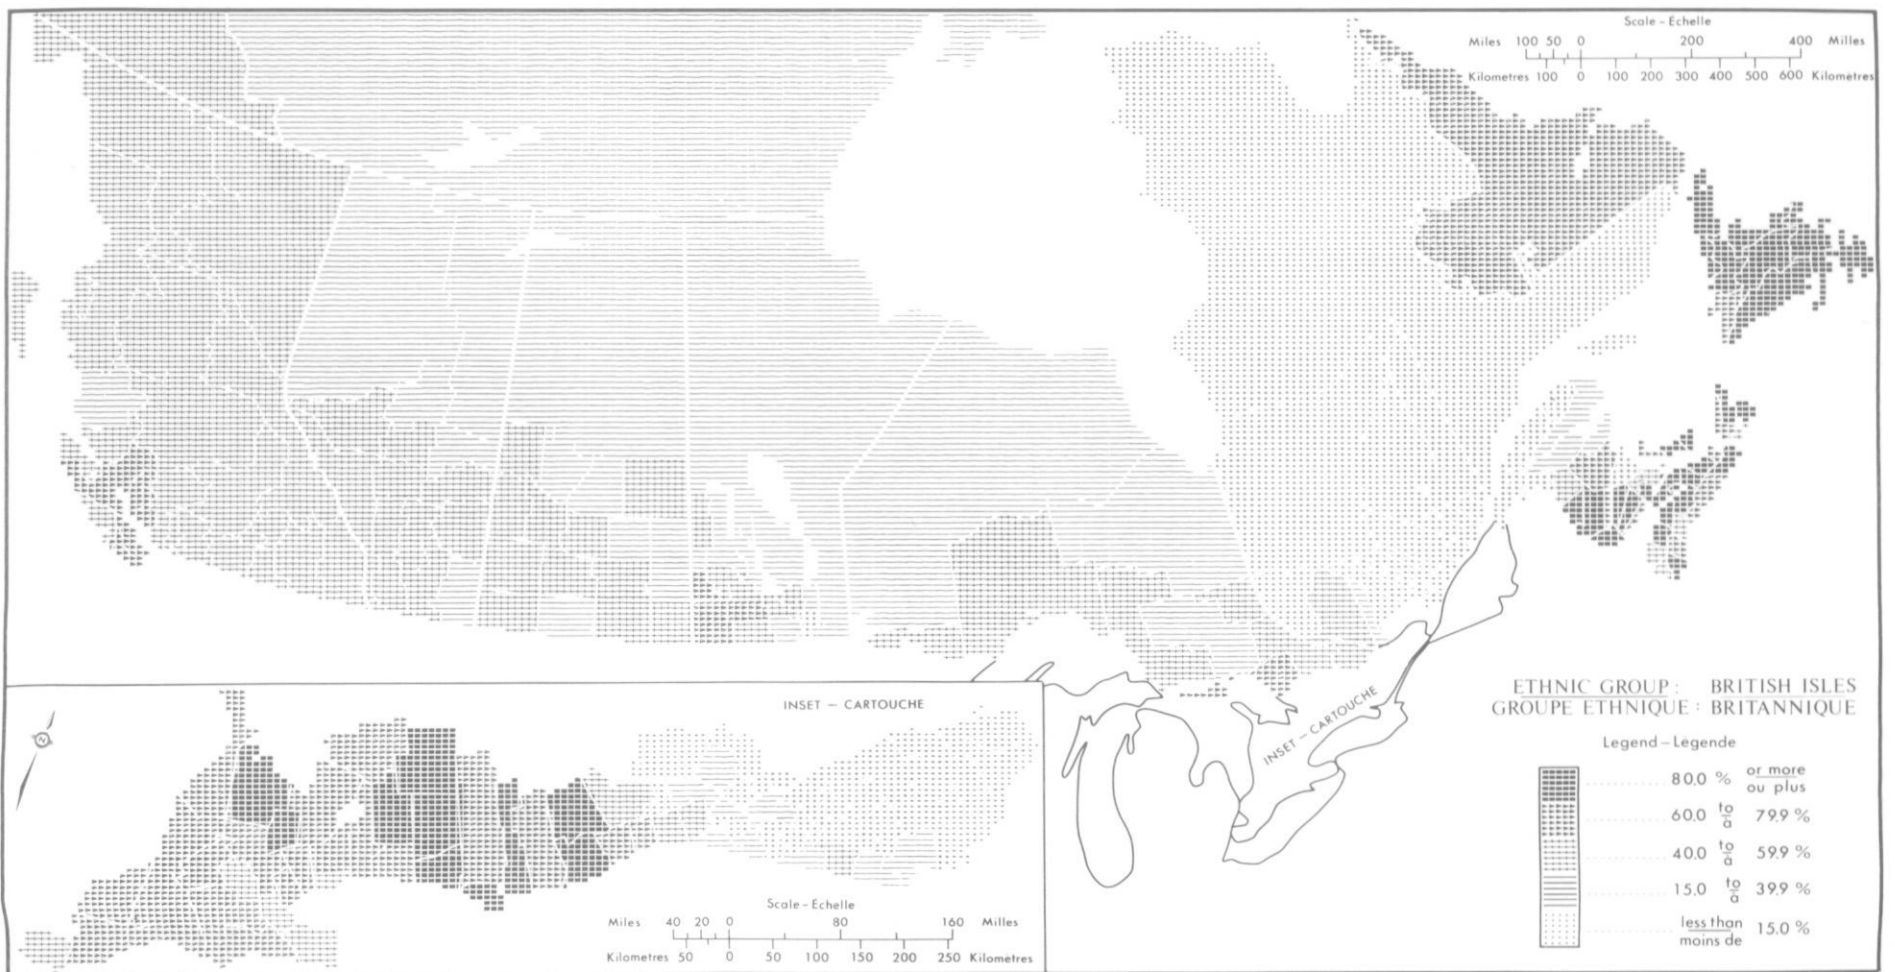 Scale – Échelle
Miles 100 50 0 200 400 Milles
Kilometres 100 0 100 200 300 400 500 600 Kilomètres
INSET – CARTOUCHE
INSET – CARTOUCHE
N
Scale – Échelle
Miles 40 20 0 80 160 Milles
Kilometres 50 0 50 100 150 200 250 Kilomètres
ETHNIC GROUP : BRITISH ISLES
GROUPE ETHNIQUE : BRITANNIQUE
Legend – Légende
80.0 % or more
ou plus
60.0 to
à 79.9 %
40.0 to
à 59.9 %
15.0 to
à 39.9 %
less than
moins de 15.0 %